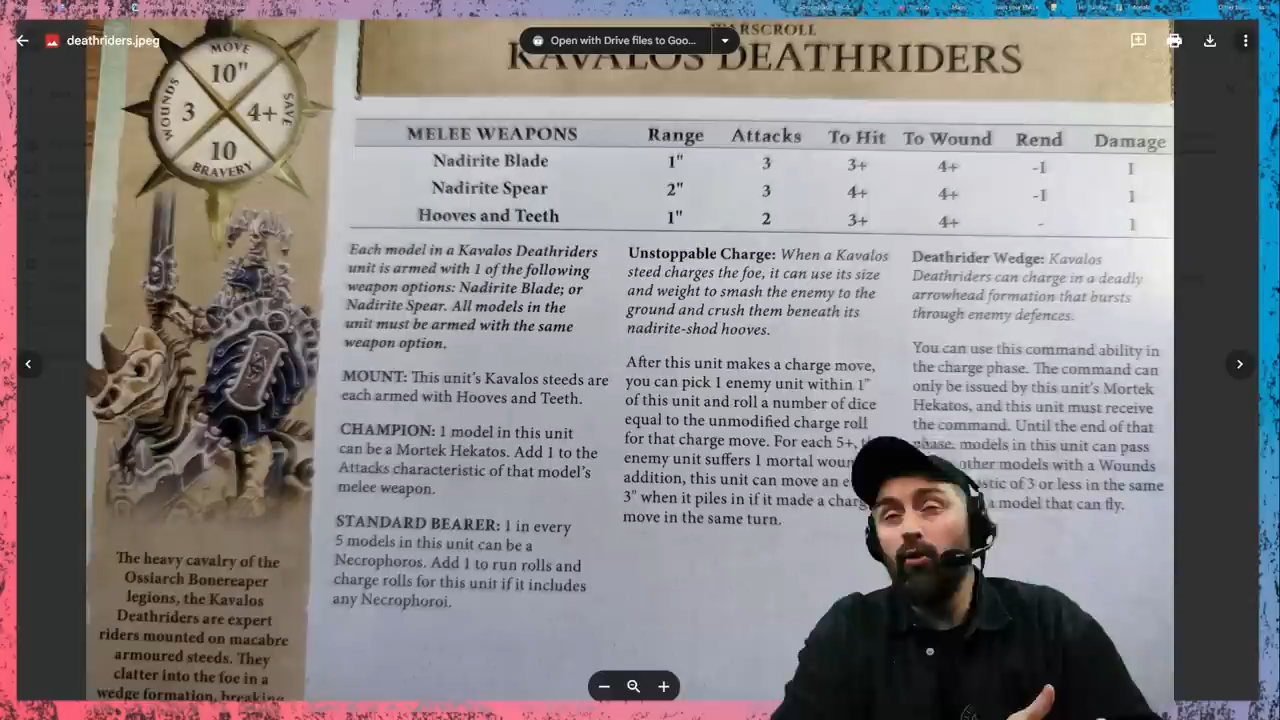 deathriders.jpeg
Open with Drive files to Goo...
KAVALOS DEATHRIDERS
MOVE
10"
WOUNDS
3
4+
SAVE
10
BRAVERY
MELEE WEAPONS Range Attacks To Hit To Wound Rend Damage
Nadirite Blade 1" 3 3+ 4+ -1 1
Nadirite Spear 2" 3 4+ 4+ -1 1
Hooves and Teeth 1" 2 3+ 4+ - 1
Each model in a Kavalos Deathriders
unit is armed with 1 of the following
weapon options: Nadirite Blade; or
Nadirite Spear. All models in the
unit must be armed with the same
weapon option.
MOUNT: This unit's Kavalos steeds are
each armed with Hooves and Teeth.
CHAMPION: 1 model in this unit
can be a Mortek Hekatos. Add 1 to the
Attacks characteristic of that model's
melee weapon.
STANDARD BEARER: 1 in every
5 models in this unit can be a
Necrophoros. Add 1 to run rolls and
charge rolls for this unit if it includes
any Necrophoroi.
Unstoppable Charge: When a Kavalos
steed charges the foe, it can use its size
and weight to smash the enemy to the
ground and crush them beneath its
nadirite-shod hooves.
After this unit makes a charge move,
you can pick 1 enemy unit within 1"
of this unit and roll a number of dice
equal to the unmodified charge roll
for that charge move. For each 5+,
enemy unit suffers 1 mortal
addition, this unit can move an
3" when it piles in if it made a
move in the same turn.
Deathrider Wedge: Kavalos
Deathriders can charge in a deadly
arrowhead formation that bursts
through enemy defences.
You can use this command ability in
the charge phase. The command can
only be issued by this unit's Mortek
Hekatos, and this unit must receive
the command. Until the end of that
phase, models in this unit can pass
other models with a Wounds
of 3 or less in the same
a model that can fly.
The heavy cavalry of the
Ossiarch Bonereaper
legions, the Kavalos
Deathriders are expert
riders mounted on macabre
armoured steeds. They
clatter into the foe in a
wedge formation, breaking